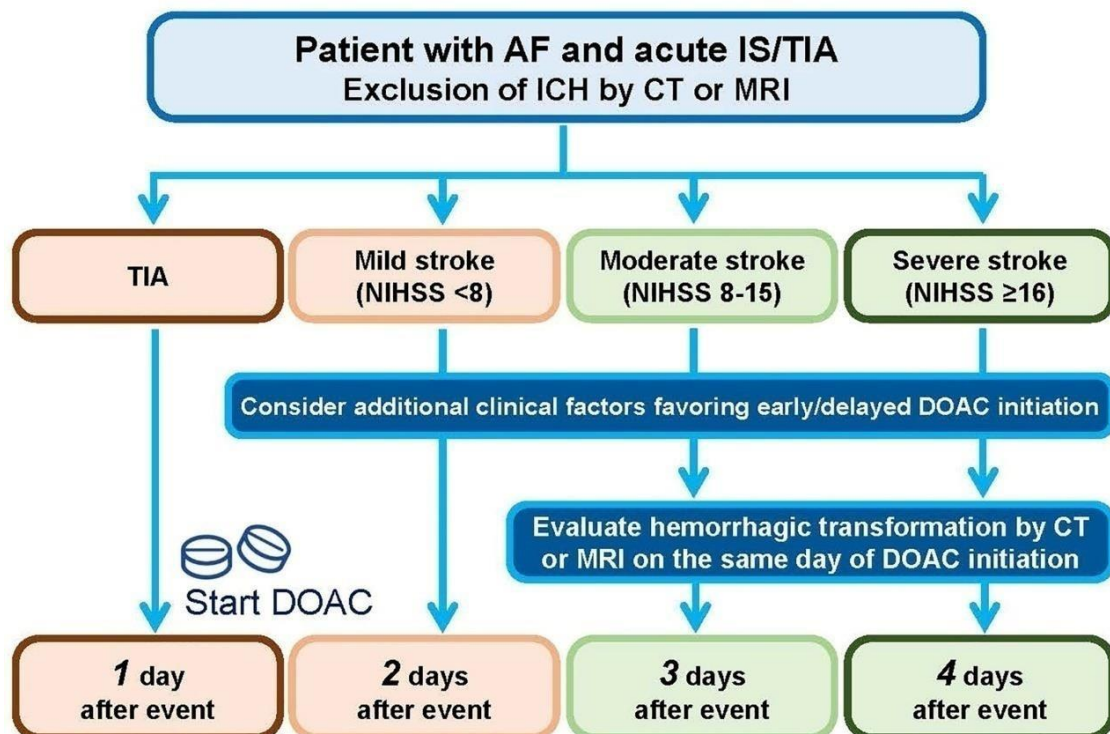 Patient with AF and acute IS/TIA
Exclusion of ICH by CT or MRI
TIA
Mild stroke
(NIHSS <8)
Moderate stroke
(NIHSS 8-15)
Severe stroke
(NIHSS ≥16)
Consider additional clinical factors favoring early/delayed DOAC initiation
Evaluate hemorrhagic transformation by CT
or MRI on the same day of DOAC initiation
Start DOAC
1 day
after event
2 days
after event
3 days
after event
4 days
after event